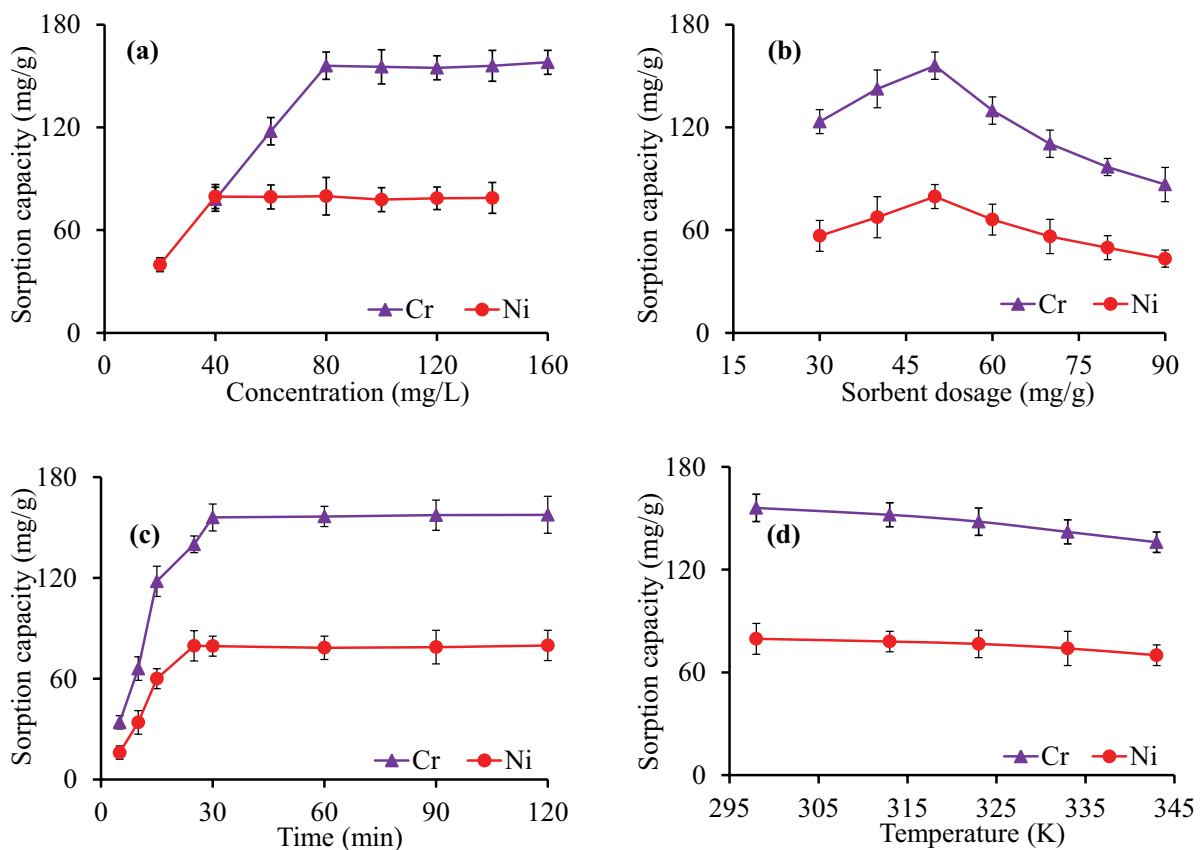 180
120
60
0
Sorption capacity (mg/g)
(a)
Cr
Ni
0 40 80 120 160
Concentration (mg/L)
180
120
60
0
Sorption capacity (mg/g)
(b)
Cr
Ni
15 30 45 60 75 90
Sorbent dosage (mg/g)
180
120
60
0
Sorption capacity (mg/g)
(c)
Cr
Ni
0 30 60 90 120
Time (min)
180
120
60
0
Sorption capacity (mg/g)
(d)
Cr
Ni
295 305 315 325 335 345
Temperature (K)